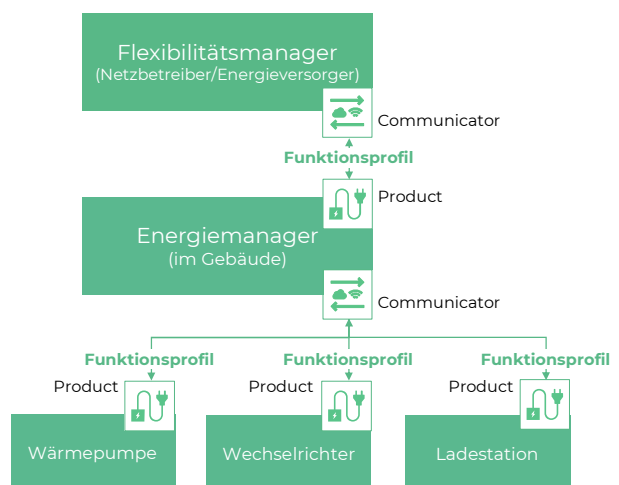 Flexibilitätsmanager
(Netzbetreiber/Energieversorger)
Communicator
Funktionsprofil
Product
Energiemanager
(im Gebäude)
Communicator
Funktionsprofil Funktionsprofil Funktionsprofil
Product Product Product
Wärmepumpe Wechselrichter Ladestation